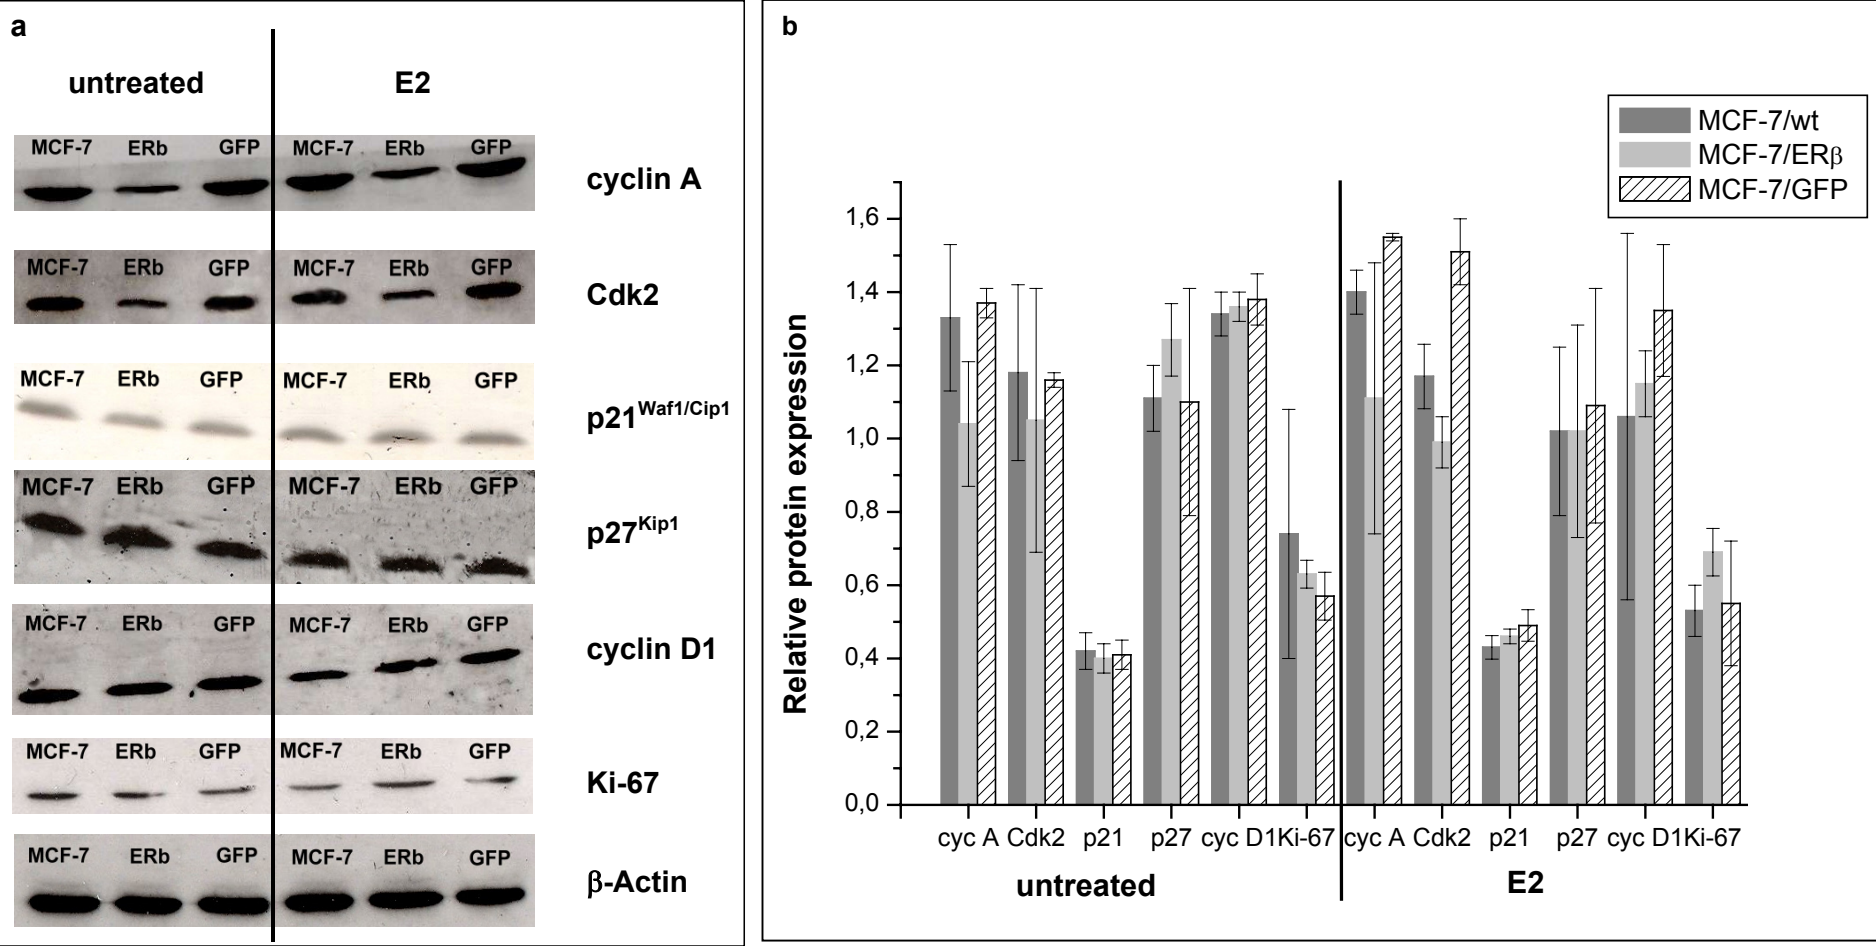 a
untreated E2
MCF-7 ERb GFP MCF-7 ERb GFP
cyclin A
MCF-7 ERb GFP MCF-7 ERb GFP
Cdk2
MCF-7 ERb GFP MCF-7 ERb GFP
p21Waf1/Cip1
MCF-7 ERb GFP MCF-7 ERb GFP
p27Kip1
MCF-7 ERb GFP MCF-7 ERb GFP
cyclin D1
MCF-7 ERb GFP MCF-7 ERb GFP
Ki-67
MCF-7 ERb GFP MCF-7 ERb GFP
β-Actin
b
MCF-7/wt
MCF-7/ERβ
MCF-7/GFP
Relative protein expression
1,6
1,4
1,2
1,0
0,8
0,6
0,4
0,2
0,0
cyc A Cdk2 p21 p27 cyc D1 Ki-67 cyc A Cdk2 p21 p27 cyc D1 Ki-67
untreated E2